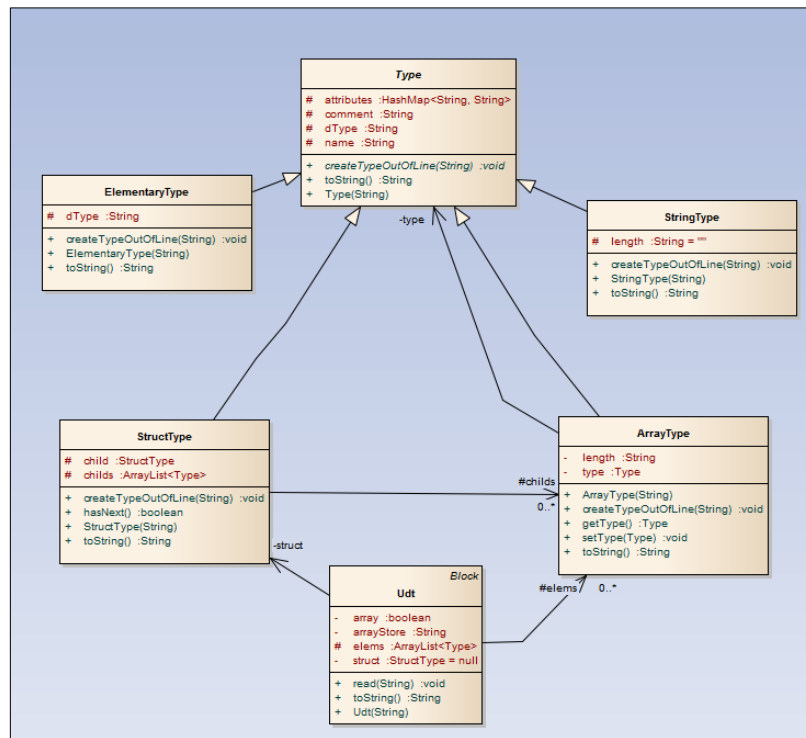 Type
# attributes :HashMap<String, String>
# comment :String
# dType :String
# name :String
+ createTypeOutOfLine(String) :void
+ toString() :String
+ Type(String)
ElementaryType
# dType :String
+ createTypeOutOfLine(String) :void
+ ElementaryType(String)
+ toString() :String
-type
StringType
# length :String = ""
+ createTypeOutOfLine(String) :void
+ StringType(String)
+ toString() :String
StructType
# child :StructType
# childs :ArrayList<Type>
+ createTypeOutOfLine(String) :void
+ hasNext() :boolean
+ StructType(String)
+ toString() :String
#childs
0..*
ArrayType
- length :String
- type :Type
+ ArrayType(String)
+ createTypeOutOfLine(String) :void
+ getType() :Type
+ setType(Type) :void
+ toString() :String
-struct
#elems
0..*
Block
Udt
- array :boolean
- arrayStore :String
# elems :ArrayList<Type>
- struct :StructType = null
+ read(String) :void
+ toString() :String
+ Udt(String)